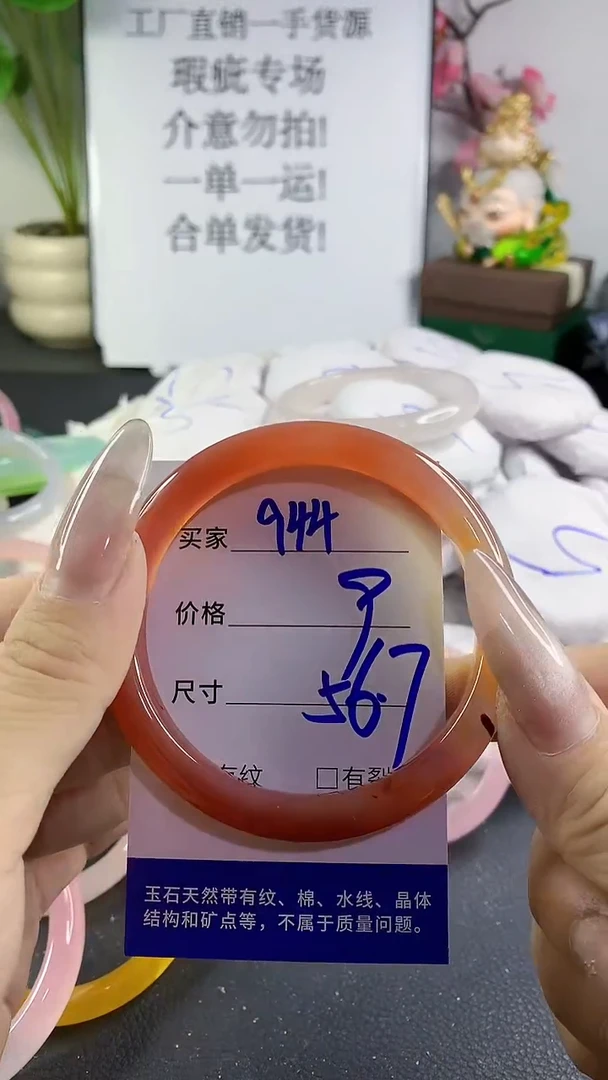 工厂直销一手货源
瑕疵专场
介意勿拍!
一单一运!
合单发货!
买家 944
价格
尺寸 56.7
有纹 □有裂
玉石天然带有纹、棉、水线、晶体
结构和矿点等，不属于质量问题。